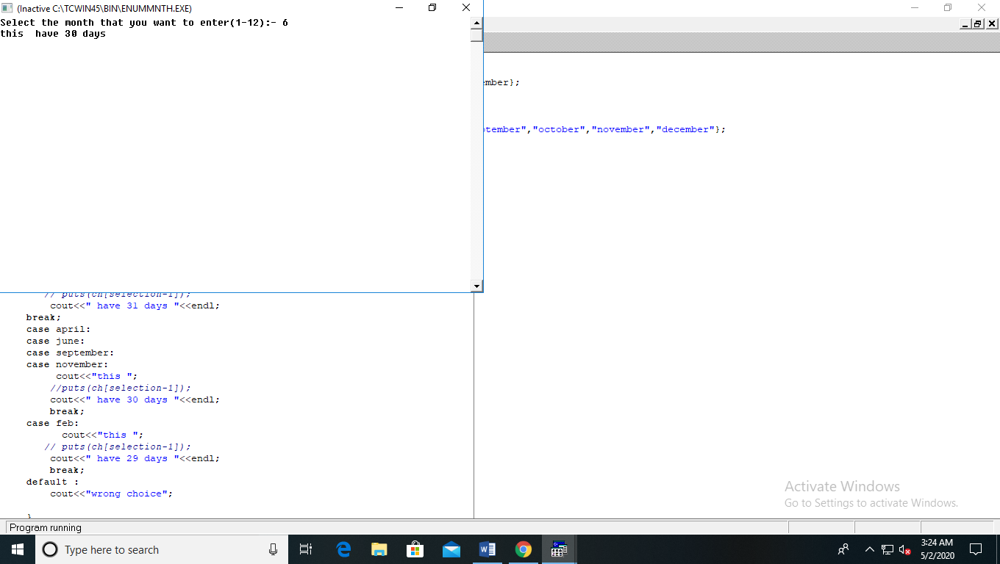 (Inactive C:\TCWIN45\BIN\ENUMMNTH.EXE)
Select the month that you want to enter(1-12):- 6
this  have 30 days
ember};
tember","october","november","december"};
// puts(ch[selection-1]);
cout<<" have 31 days "<<endl;
break;
case april:
case june:
case september:
case november:
cout<<"this ";
//puts(ch[selection-1]);
cout<<" have 30 days "<<endl;
break;
case feb:
cout<<"this ";
// puts(ch[selection-1]);
cout<<" have 29 days "<<endl;
break;
default :
cout<<"wrong choice";
}
Activate Windows
Go to Settings to activate Windows.
Program running
Type here to search
3:24 AM
5/2/2020